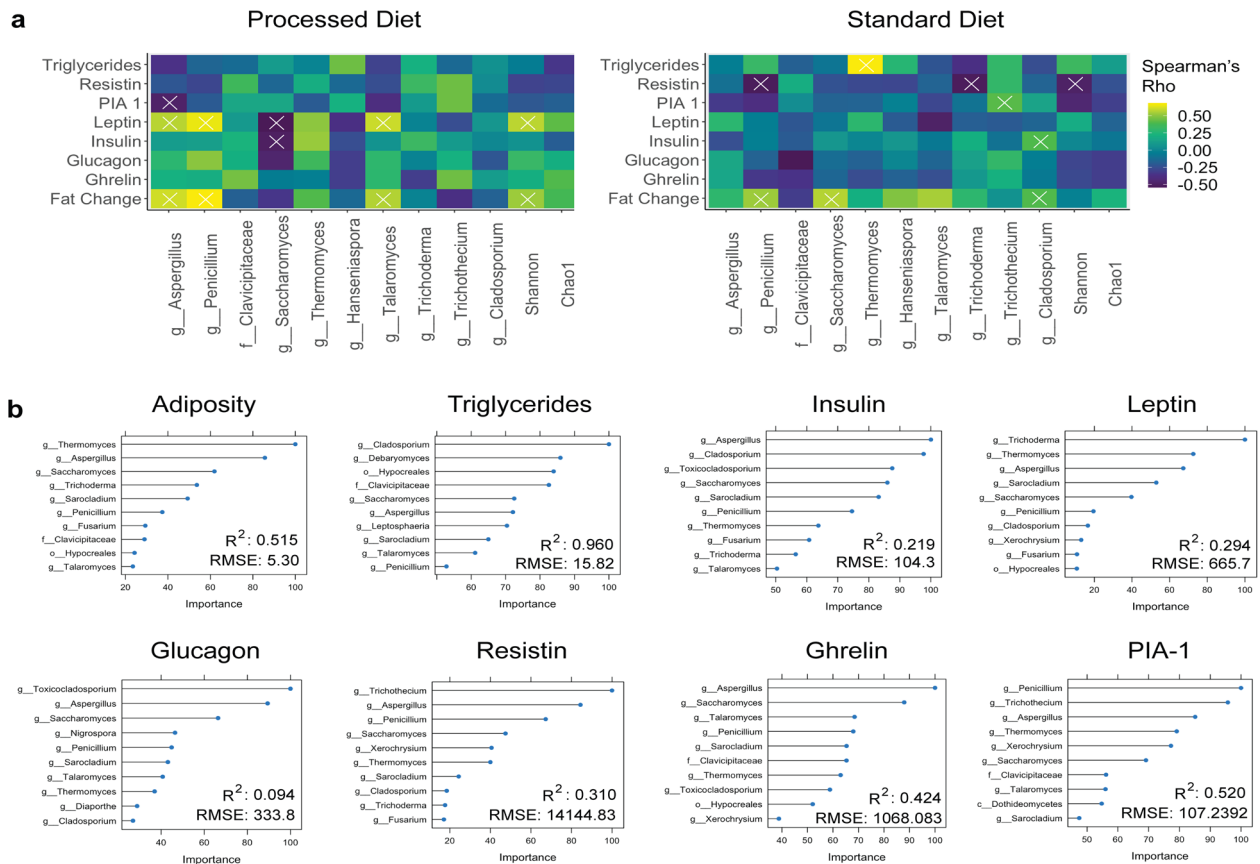 a
Processed Diet
Standard Diet
Triglycerides
Resistin
PIA 1
Leptin
Insulin
Glucagon
Ghrelin
Fat Change
g__Aspergillus
g__Penicillium
f__Clavicipitaceae
g__Saccharomyces
g__Thermomyces
g__Hanseniaspora
g__Talaromyces
g__Trichoderma
g__Trichothecium
g__Cladosporium
Shannon
Chao1
Triglycerides
Resistin
PIA 1
Leptin
Insulin
Glucagon
Ghrelin
Fat Change
g__Aspergillus
g__Penicillium
f__Clavicipitaceae
g__Saccharomyces
g__Thermomyces
g__Hanseniaspora
g__Talaromyces
g__Trichoderma
g__Trichothecium
g__Cladosporium
Shannon
Chao1
Spearman's
Rho
0.50
0.25
0.00
-0.25
-0.50
b
Adiposity
g__Thermomyces
g__Aspergillus
g__Saccharomyces
g__Trichoderma
g__Sarocladium
g__Penicillium
g__Fusarium
f__Clavicipitaceae
o__Hypocreales
g__Talaromyces
R²: 0.515
RMSE: 5.30
20 40 60 80 100
Importance
Triglycerides
g__Cladosporium
g__Debaryomyces
o__Hypocreales
f__Clavicipitaceae
g__Saccharomyces
g__Aspergillus
g__Leptosphaeria
g__Sarocladium
g__Talaromyces
g__Penicillium
R²: 0.960
RMSE: 15.82
60 70 80 90 100
Importance
Insulin
g__Aspergillus
g__Cladosporium
g__Toxicocladosporium
g__Saccharomyces
g__Sarocladium
g__Penicillium
g__Thermomyces
g__Fusarium
g__Trichoderma
g__Talaromyces
R²: 0.219
RMSE: 104.3
50 60 70 80 90 100
Importance
Leptin
g__Trichoderma
g__Thermomyces
g__Aspergillus
g__Sarocladium
g__Saccharomyces
g__Penicillium
g__Cladosporium
g__Xerochrysium
g__Fusarium
o__Hypocreales
R²: 0.294
RMSE: 665.7
20 40 60 80 100
Importance
Glucagon
g__Toxicocladosporium
g__Aspergillus
g__Saccharomyces
g__Nigrospora
g__Penicillium
g__Sarocladium
g__Talaromyces
g__Thermomyces
g__Diaporthe
g__Cladosporium
R²: 0.094
RMSE: 333.8
40 60 80 100
Importance
Resistin
g__Trichothecium
g__Aspergillus
g__Penicillium
g__Saccharomyces
g__Xerochrysium
g__Thermomyces
g__Sarocladium
g__Cladosporium
g__Trichoderma
g__Fusarium
R²: 0.310
RMSE: 14144.83
20 40 60 80 100
Importance
Ghrelin
g__Aspergillus
g__Saccharomyces
g__Talaromyces
g__Penicillium
g__Sarocladium
f__Clavicipitaceae
g__Thermomyces
g__Toxicocladosporium
o__Hypocreales
g__Xerochrysium
R²: 0.424
RMSE: 1068.083
40 50 60 70 80 90 100
Importance
PIA-1
g__Penicillium
g__Trichothecium
g__Aspergillus
g__Thermomyces
g__Xerochrysium
g__Saccharomyces
f__Clavicipitaceae
g__Talaromyces
c__Dothideomycetes
g__Sarocladium
R²: 0.520
RMSE: 107.2392
50 60 70 80 90 100
Importance